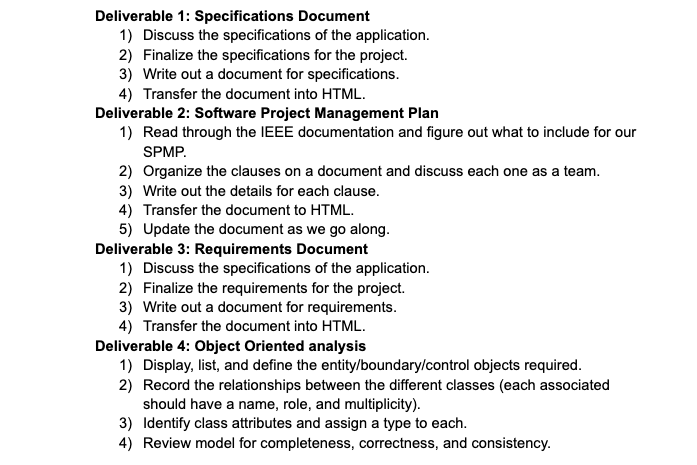 Deliverable 1: Specifications Document
1) Discuss the specifications of the application.
2) Finalize the specifications for the project.
3) Write out a document for specifications.
4) Transfer the document into HTML.
Deliverable 2: Software Project Management Plan
1) Read through the IEEE documentation and figure out what to include for our
SPMP.
2) Organize the clauses on a document and discuss each one as a team.
3) Write out the details for each clause.
4) Transfer the document to HTML.
5) Update the document as we go along.
Deliverable 3: Requirements Document
1) Discuss the specifications of the application.
2) Finalize the requirements for the project.
3) Write out a document for requirements.
4) Transfer the document into HTML.
Deliverable 4: Object Oriented analysis
1) Display, list, and define the entity/boundary/control objects required.
2) Record the relationships between the different classes (each associated
should have a name, role, and multiplicity).
3) Identify class attributes and assign a type to each.
4) Review model for completeness, correctness, and consistency.